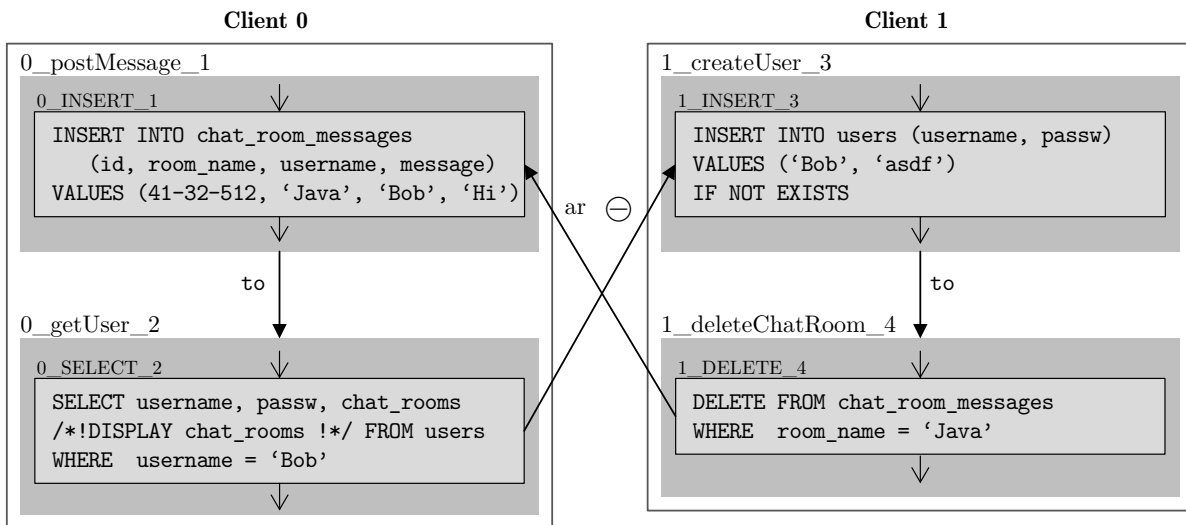 Client 0
0_postMessage_1
0_INSERT_1
INSERT INTO chat_room_messages
(id, room_name, username, message)
VALUES (41-32-512, ‘Java’, ‘Bob’, ‘Hi’)
to
0_getUser_2
0_SELECT_2
SELECT username, passw, chat_rooms
/*!DISPLAY chat_rooms !*/ FROM users
WHERE username = ‘Bob’
ar ⊖
Client 1
1_createUser_3
1_INSERT_3
INSERT INTO users (username, passw)
VALUES (‘Bob’, ‘asdf’)
IF NOT EXISTS
to
1_deleteChatRoom_4
1_DELETE_4
DELETE FROM chat_room_messages
WHERE room_name = ‘Java’